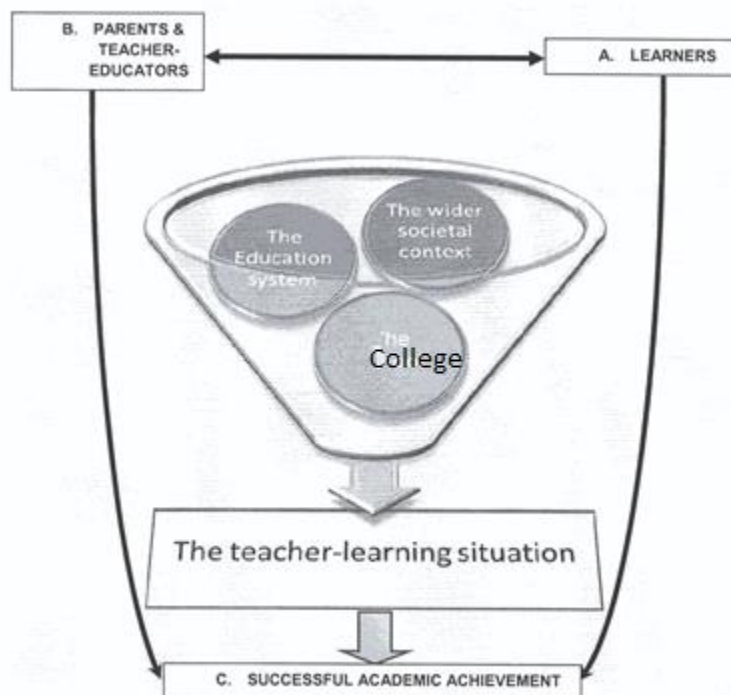 B. PARENTS &
TEACHER-
EDUCATORS
A. LEARNERS
The
Education
system
The wider
societal
context
The
College
The teacher-learning situation
C. SUCCESSFUL ACADEMIC ACHIEVEMENT